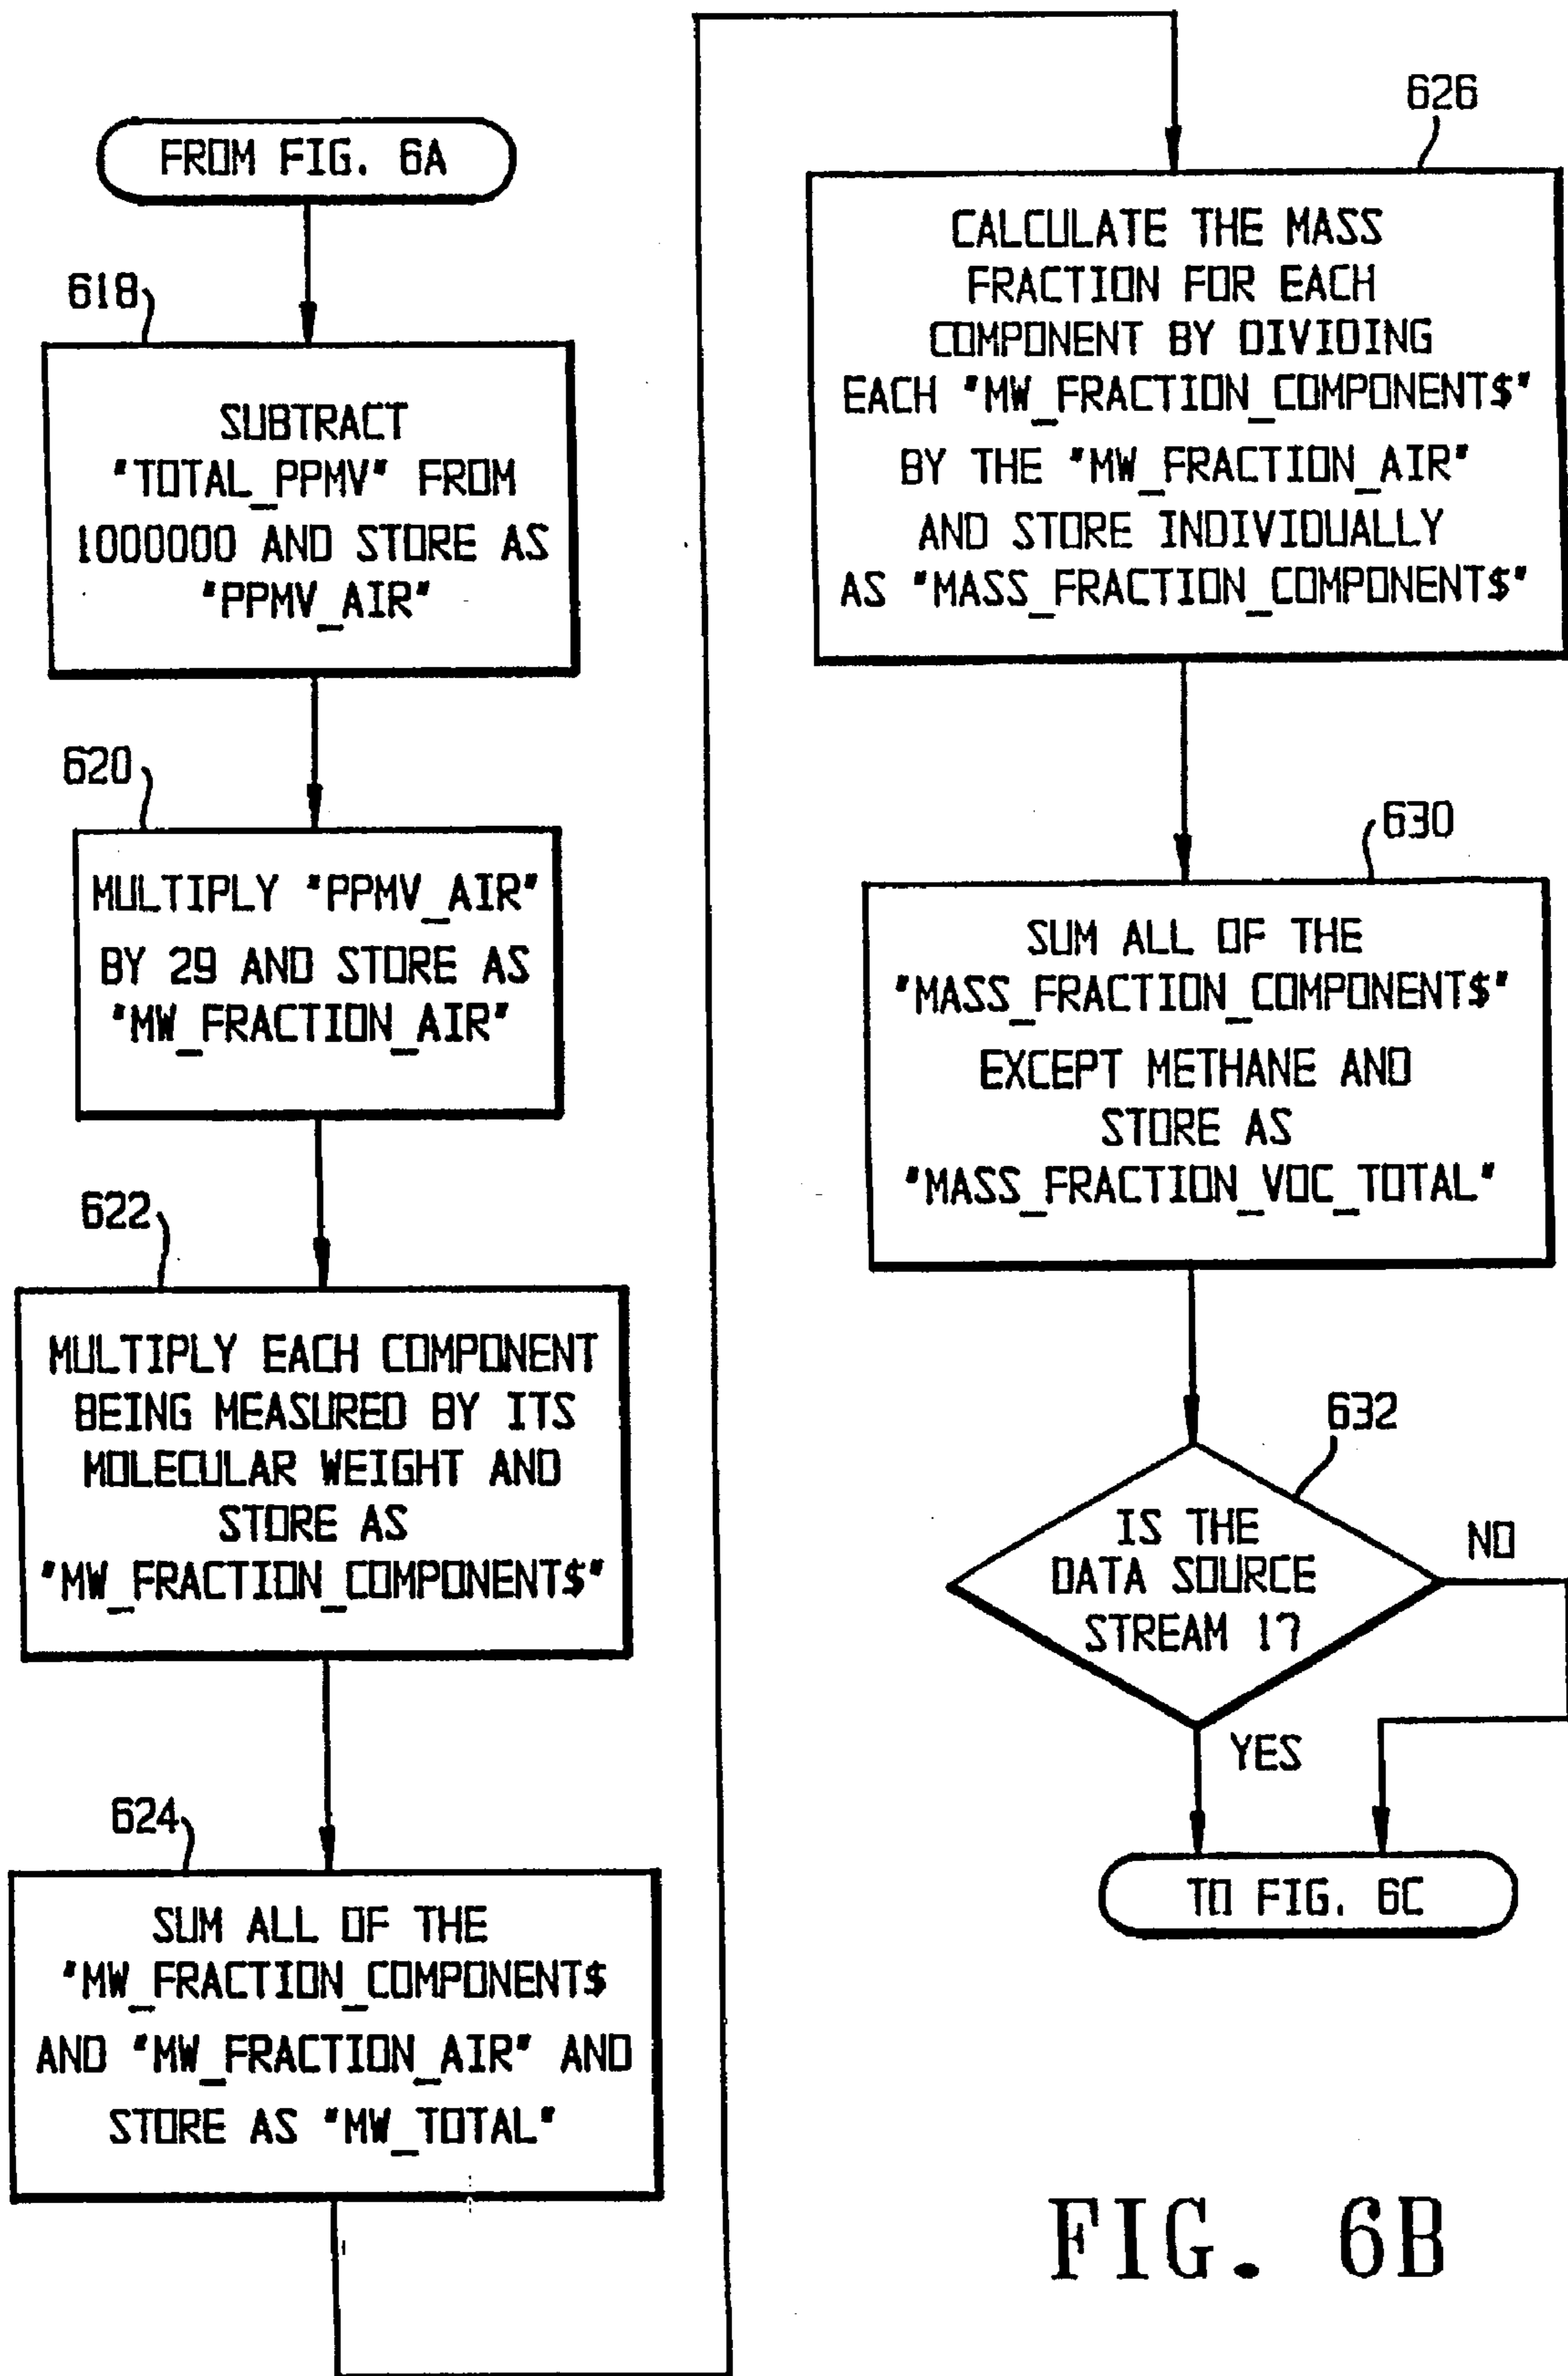 FROM FIG. 6A
618
SUBTRACT
"TOTAL_PPMV" FROM
1000000 AND STORE AS
"PPMV_AIR"
620
MULTIPLY "PPMV_AIR"
BY 29 AND STORE AS
"MW_FRACTION_AIR"
622
MULTIPLY EACH COMPONENT
BEING MEASURED BY ITS
MOLECULAR WEIGHT AND
STORE AS
"MW_FRACTION_COMPONENT$"
624
SUM ALL OF THE
"MW_FRACTION_COMPONENT$
AND "MW_FRACTION_AIR" AND
STORE AS "MW_TOTAL"
626
CALCULATE THE MASS
FRACTION FOR EACH
COMPONENT BY DIVIDING
EACH "MW_FRACTION_COMPONENT$"
BY THE "MW_FRACTION_AIR"
AND STORE INDIVIDUALLY
AS "MASS_FRACTION_COMPONENT$"
630
SUM ALL OF THE
"MASS_FRACTION_COMPONENT$"
EXCEPT METHANE AND
STORE AS
"MASS_FRACTION_VOC_TOTAL"
632
IS THE
DATA SOURCE
STREAM 1?
NO
YES
TO FIG. 6C
FIG. 6B